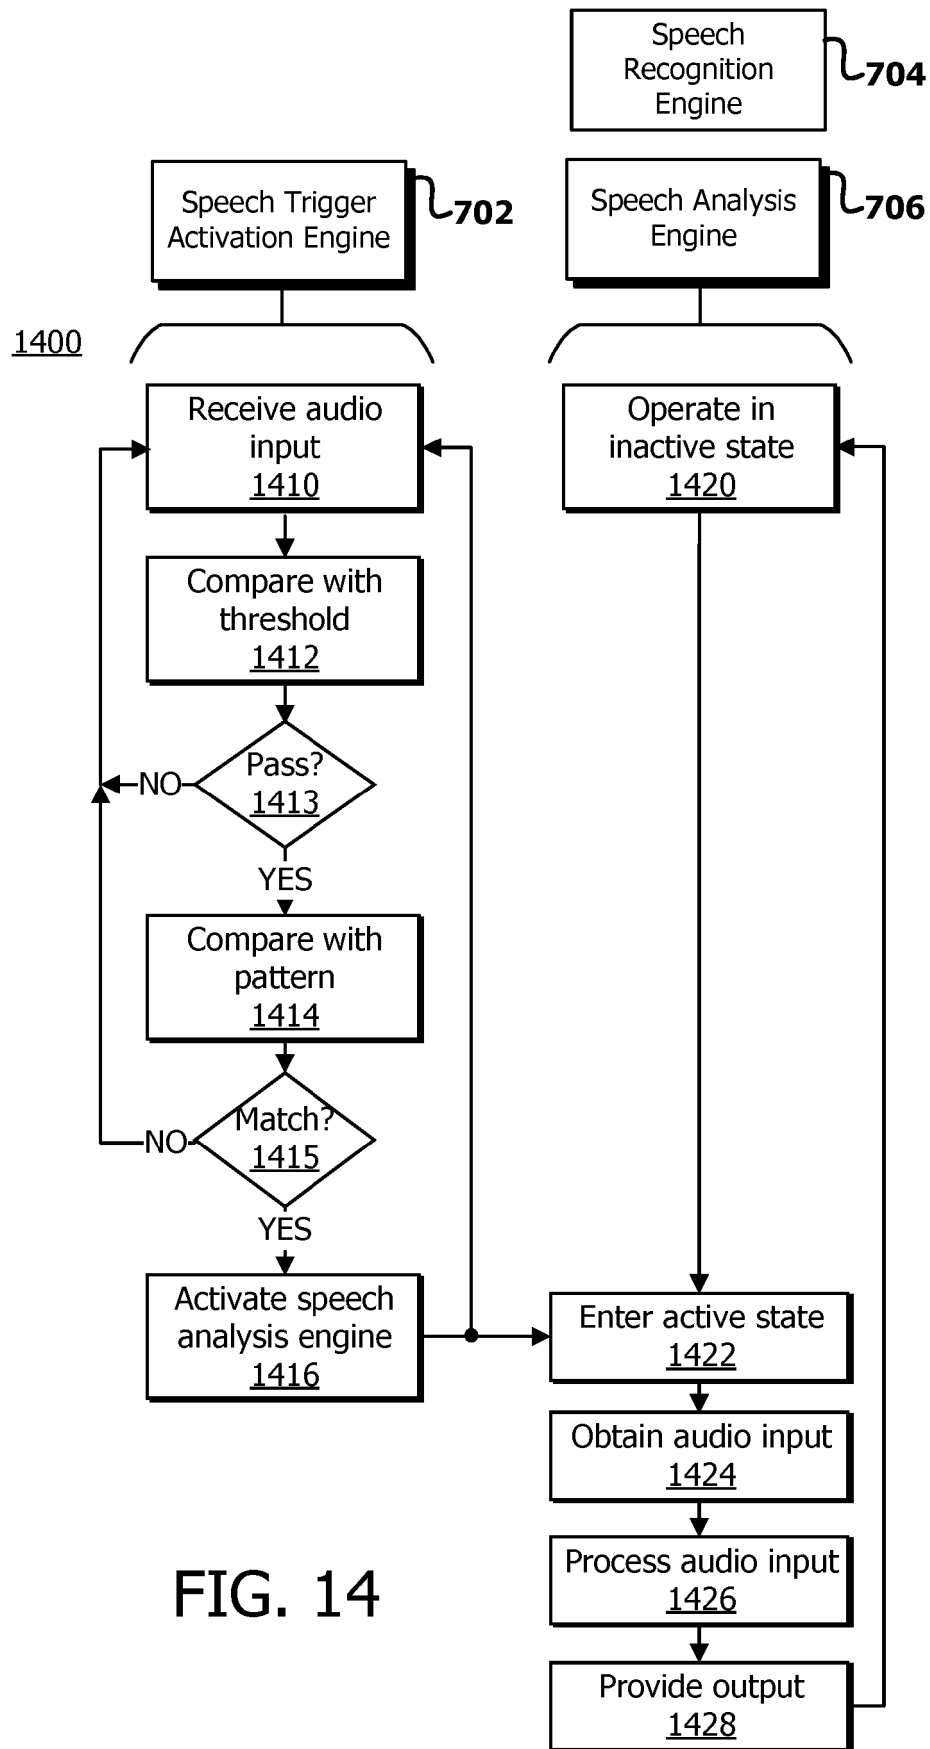 Speech
Recognition
Engine
704
Speech Trigger
Activation Engine
702
Speech Analysis
Engine
706
1400
Receive audio
input
1410
Operate in
inactive state
1420
Compare with
threshold
1412
Pass?
1413
NO
YES
Compare with
pattern
1414
Match?
1415
NO
YES
Activate speech
analysis engine
1416
Enter active state
1422
Obtain audio input
1424
Process audio input
1426
Provide output
1428
FIG. 14